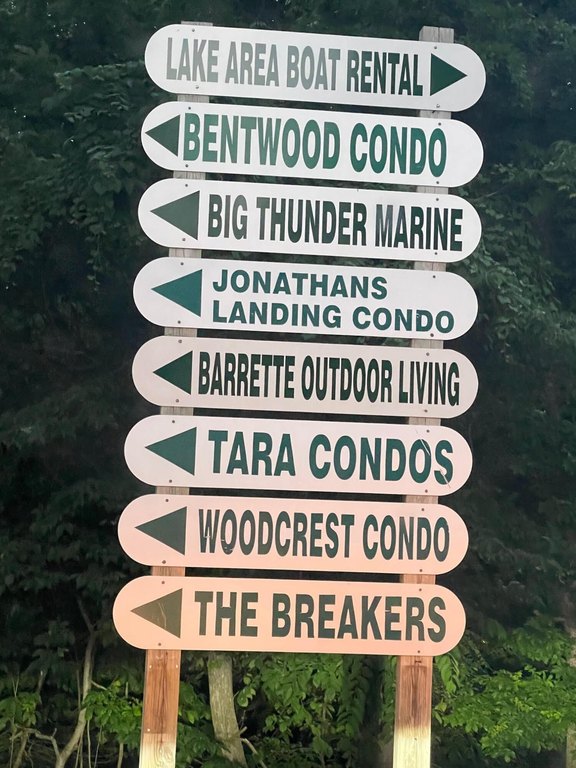 LAKE AREA BOAT RENTAL
BENTWOOD CONDO
BIG THUNDER MARINE
JONATHANS
LANDING CONDO
BARRETTE OUTDOOR LIVING
TARA CONDOS
WOODCREST CONDO
THE BREAKERS